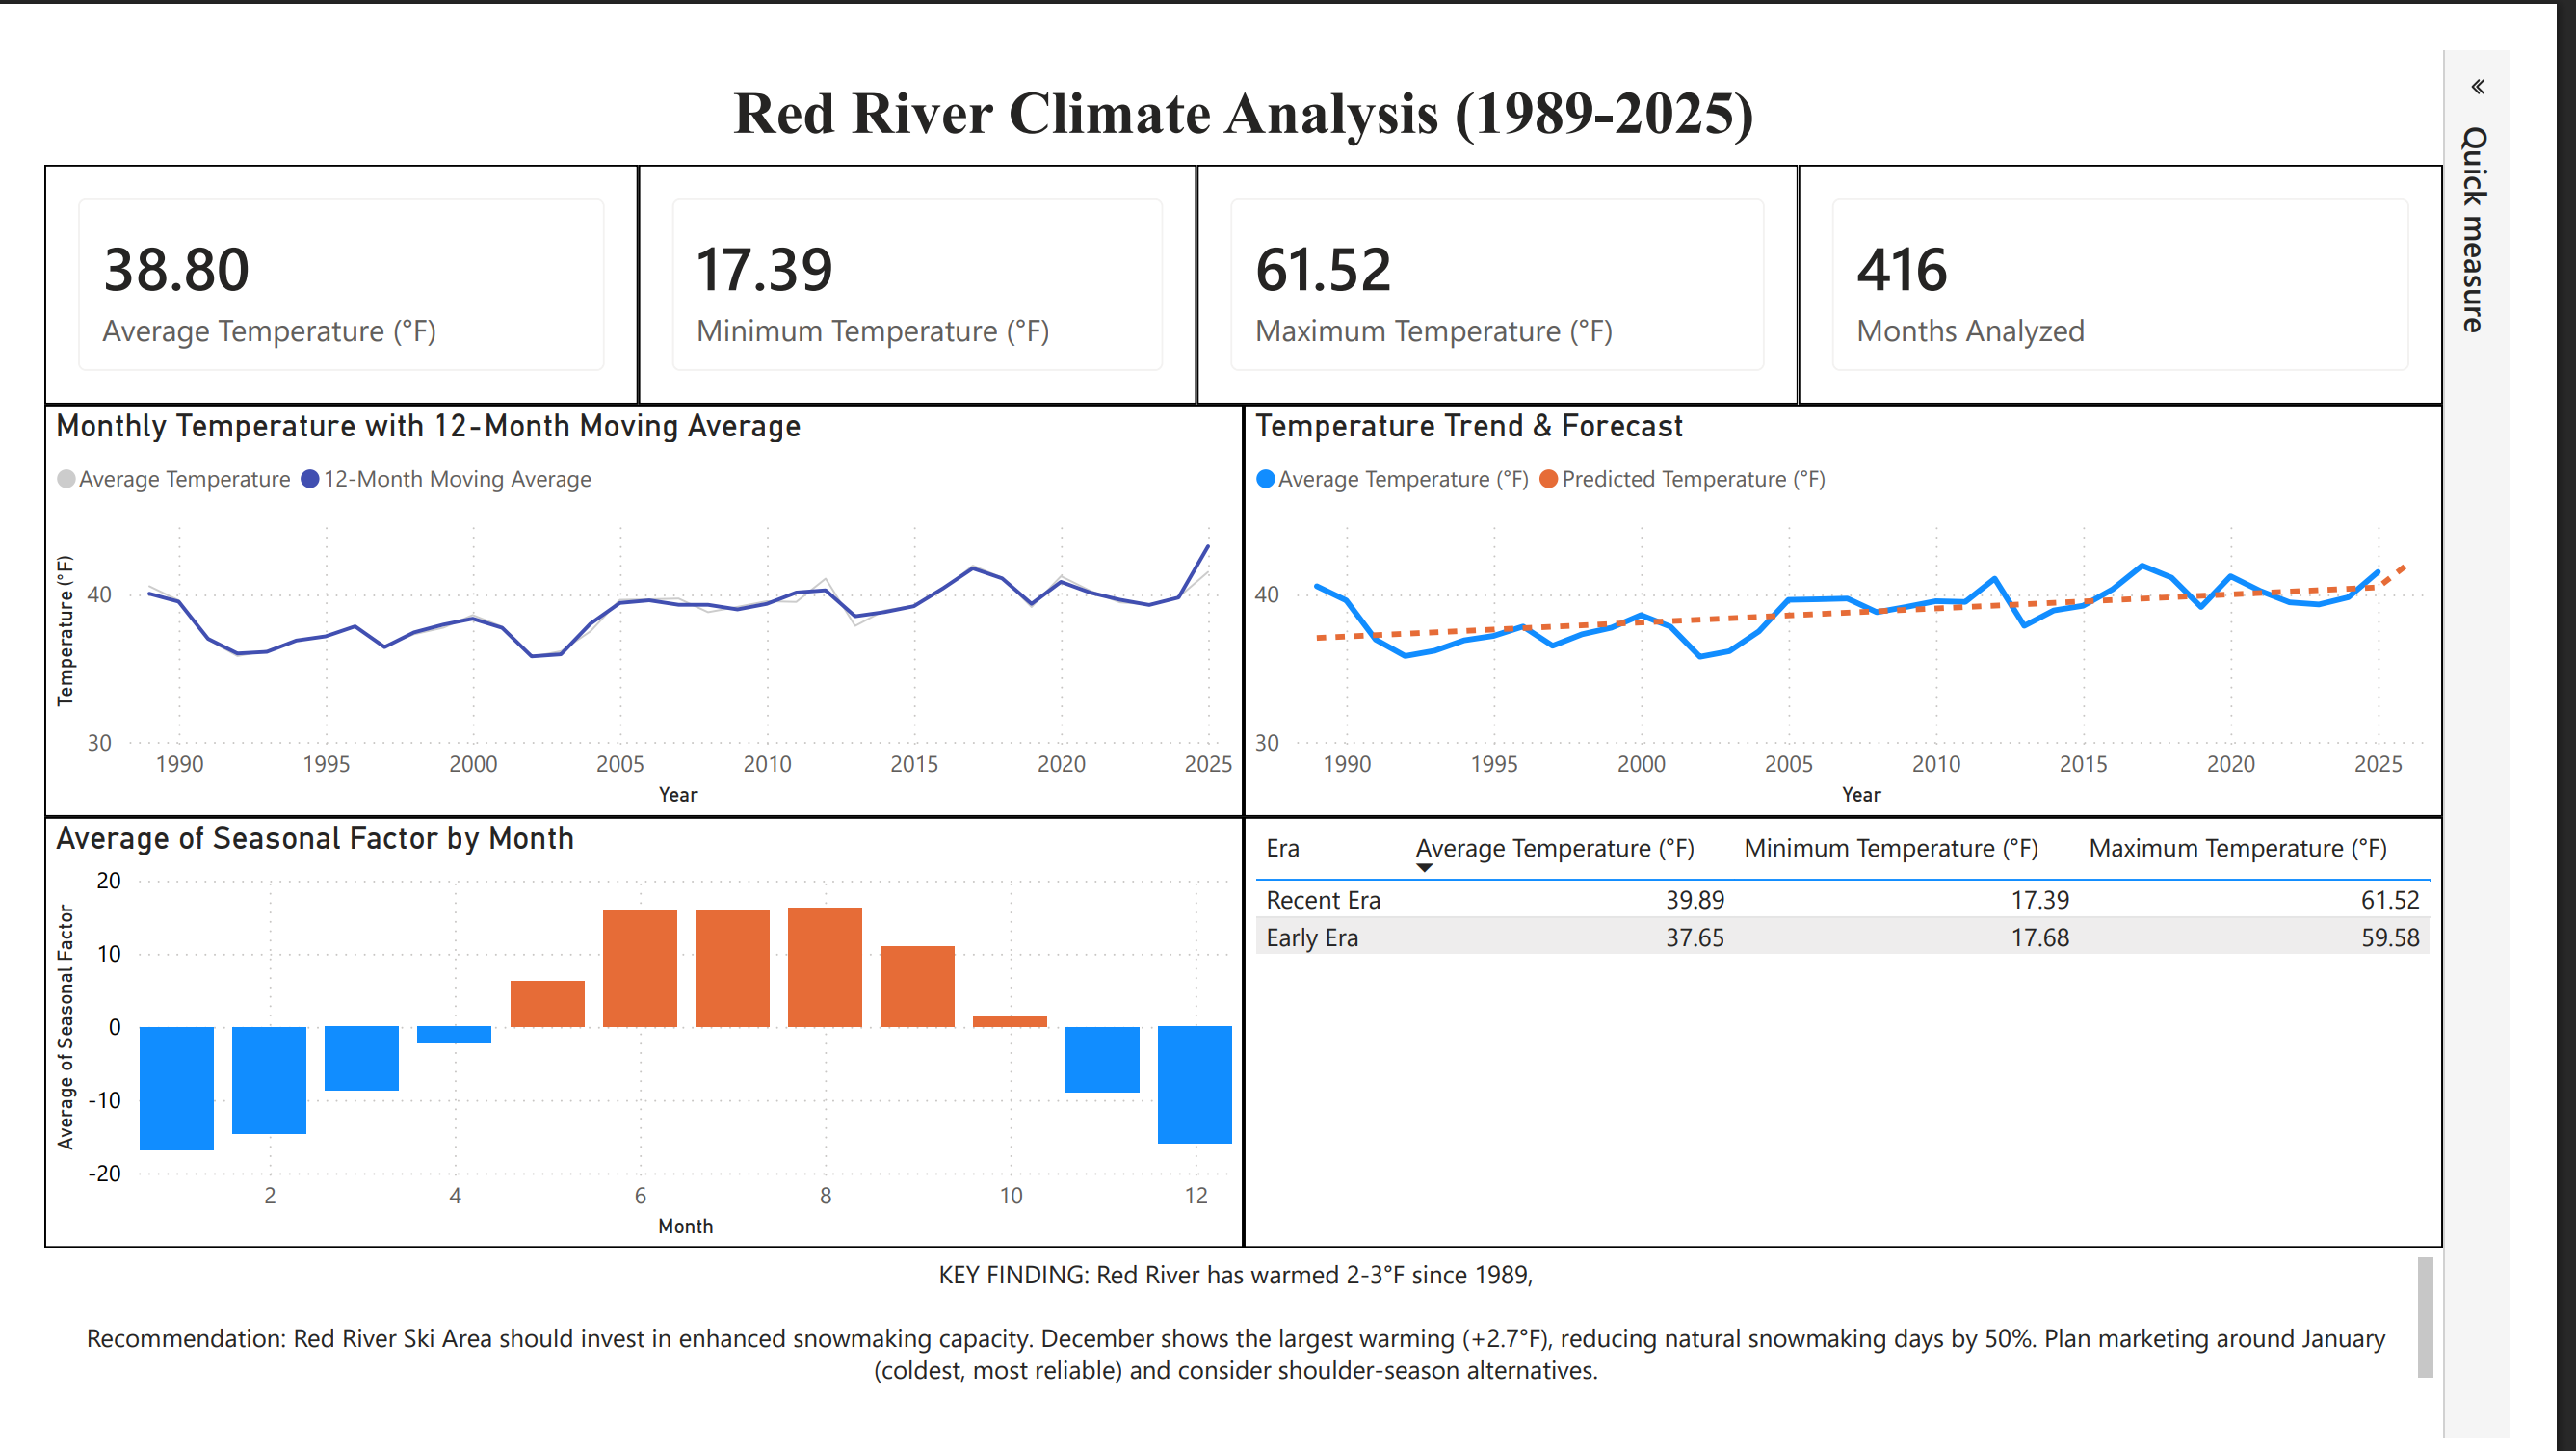 Red River Climate Analysis (1989-2025)
«
Quick measure
38.80
Average Temperature (°F)
17.39
Minimum Temperature (°F)
61.52
Maximum Temperature (°F)
416
Months Analyzed
Monthly Temperature with 12-Month Moving Average
Average Temperature 12-Month Moving Average
Temperature (°F)
40
30
1990 1995 2000 2005 2010 2015 2020 2025
Year
Temperature Trend & Forecast
Average Temperature (°F) Predicted Temperature (°F)
40
30
1990 1995 2000 2005 2010 2015 2020 2025
Year
Average of Seasonal Factor by Month
Average of Seasonal Factor
20
10
0
-10
-20
2 4 6 8 10 12
Month
Era Average Temperature (°F) Minimum Temperature (°F) Maximum Temperature (°F)
Recent Era 39.89 17.39 61.52
Early Era 37.65 17.68 59.58
KEY FINDING: Red River has warmed 2-3°F since 1989,
Recommendation: Red River Ski Area should invest in enhanced snowmaking capacity. December shows the largest warming (+2.7°F), reducing natural snowmaking days by 50%. Plan marketing around January
(coldest, most reliable) and consider shoulder-season alternatives.